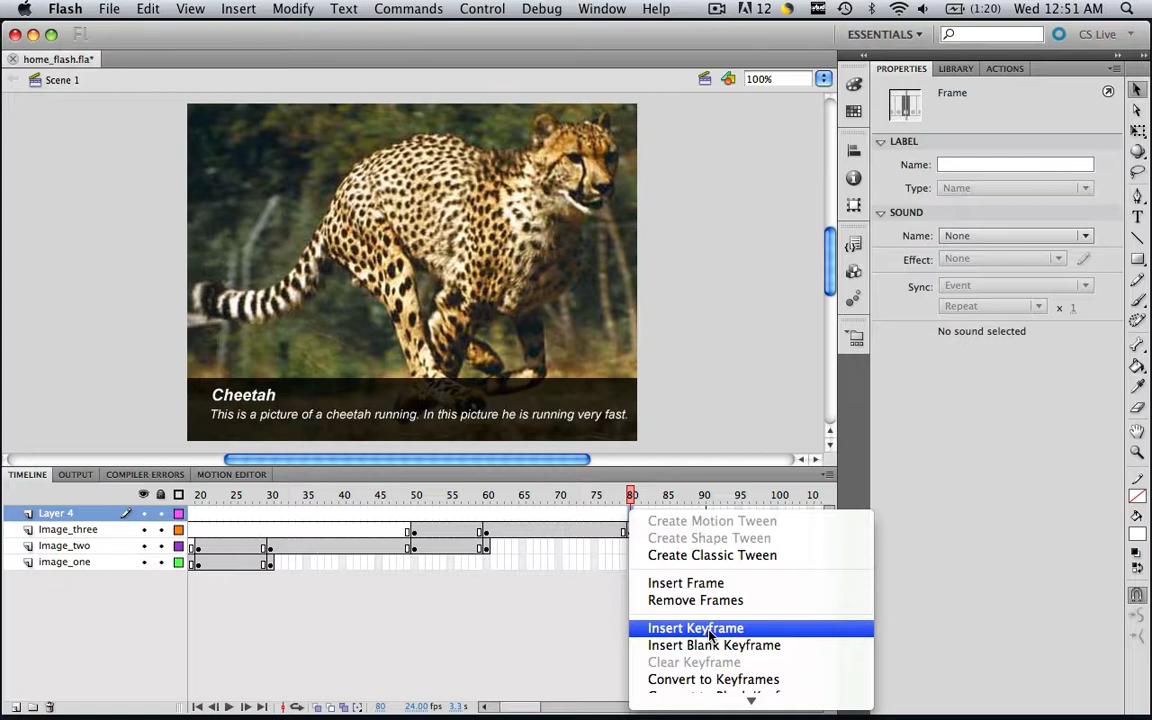 Flash File Edit View Insert Modify Text Commands Control Debug Window Help 12 (1:20) Wed 12:51 AM
Fl ESSENTIALS CS Live
home_flash.fla*
Scene 1 100%
PROPERTIES LIBRARY ACTIONS
Frame
LABEL
Name:
Type: Name
SOUND
Name: None
Effect: None
Sync: Event
Repeat x 1
No sound selected
Cheetah
This is a picture of a cheetah running. In this picture he is running very fast.
TIMELINE OUTPUT COMPILER ERRORS MOTION EDITOR
20 25 30 35 40 45 50 55 60 65 70 75 80 85 90 95 100 10
Layer 4
Image_three
Image_two
image_one
Create Motion Tween
Create Shape Tween
Create Classic Tween
Insert Frame
Remove Frames
Insert Keyframe
Insert Blank Keyframe
Clear Keyframe
Convert to Keyframes
80 24.00fps 3.3s